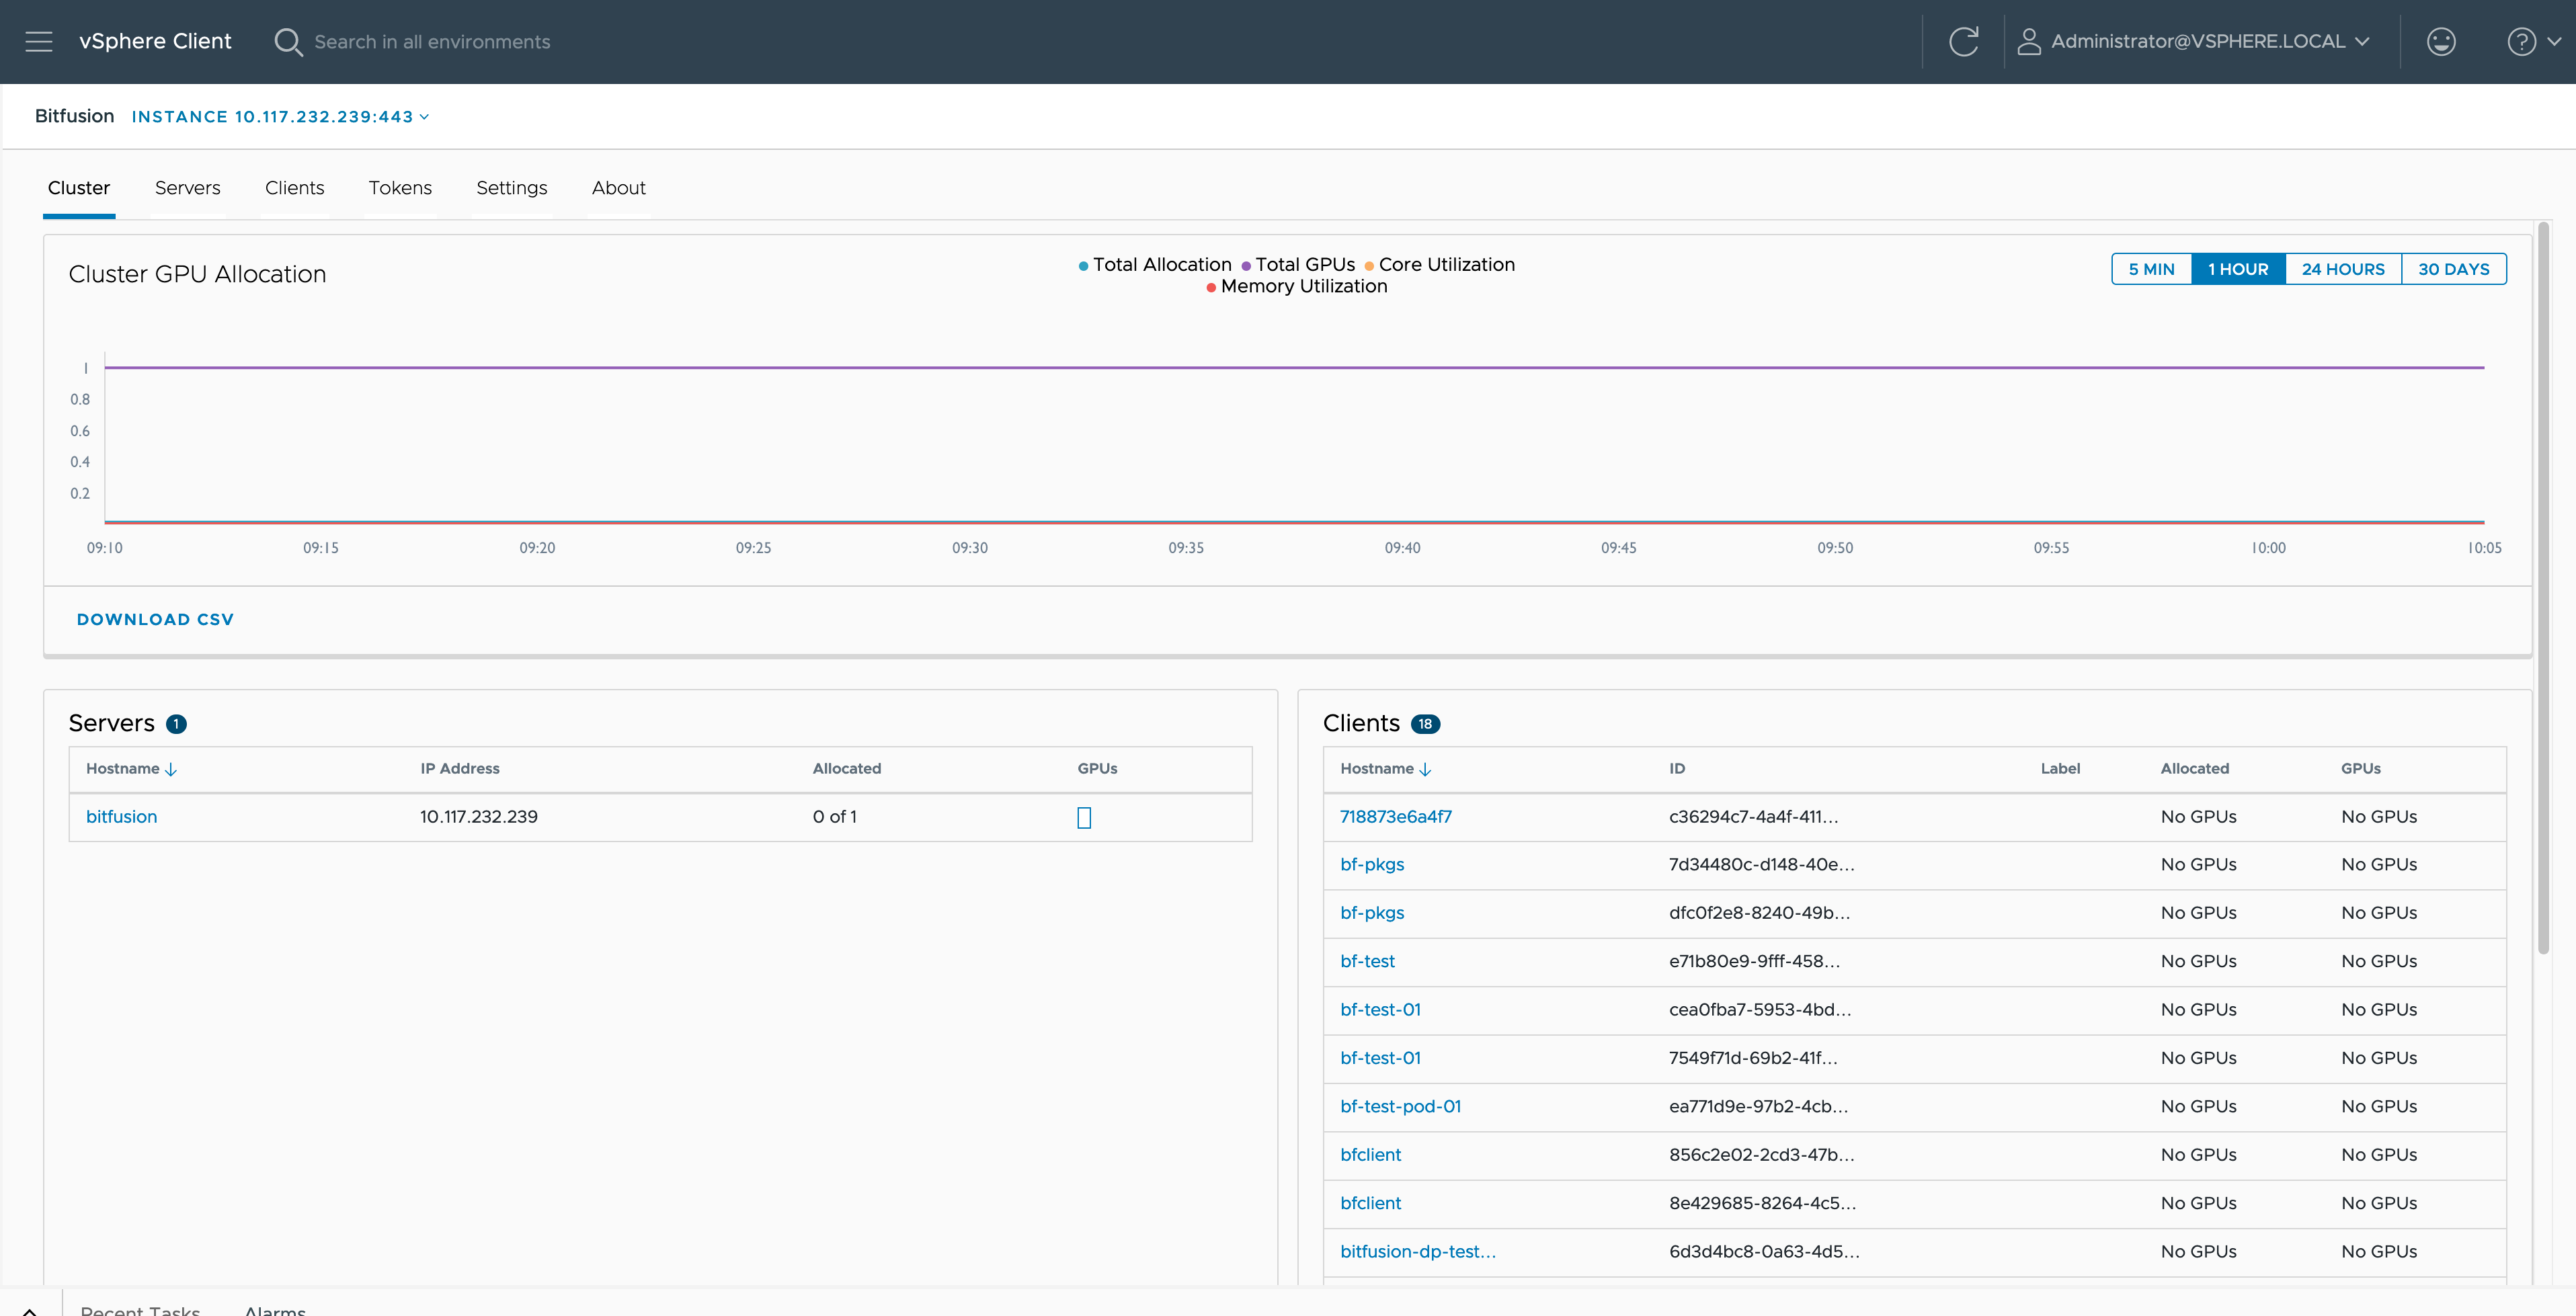 vSphere Client
Search in all environments
Administrator@VSPHERE.LOCAL
?
Bitfusion INSTANCE 10.117.232.239:443
Cluster Servers Clients Tokens Settings About
Cluster GPU Allocation
Total Allocation Total GPUs Core Utilization
Memory Utilization
5 MIN 1 HOUR 24 HOURS 30 DAYS
1
0.8
0.6
0.4
0.2
09:10 09:15 09:20 09:25 09:30 09:35 09:40 09:45 09:50 09:55 10:00 10:05
DOWNLOAD CSV
Servers 1
Hostname IP Address Allocated GPUs
bitfusion 10.117.232.239 0 of 1
Clients 18
Hostname ID Label Allocated GPUs
718873e6a4f7 c36294c7-4a4f-411... No GPUs No GPUs
bf-pkgs 7d34480c-d148-40e... No GPUs No GPUs
bf-pkgs dfc0f2e8-8240-49b... No GPUs No GPUs
bf-test e71b80e9-9fff-458... No GPUs No GPUs
bf-test-01 cea0fba7-5953-4bd... No GPUs No GPUs
bf-test-01 7549f71d-69b2-41f... No GPUs No GPUs
bf-test-pod-01 ea771d9e-97b2-4cb... No GPUs No GPUs
bfclient 856c2e02-2cd3-47b... No GPUs No GPUs
bfclient 8e429685-8264-4c5... No GPUs No GPUs
bitfusion-dp-test... 6d3d4bc8-0a63-4d5... No GPUs No GPUs
Recent Tasks Alarms